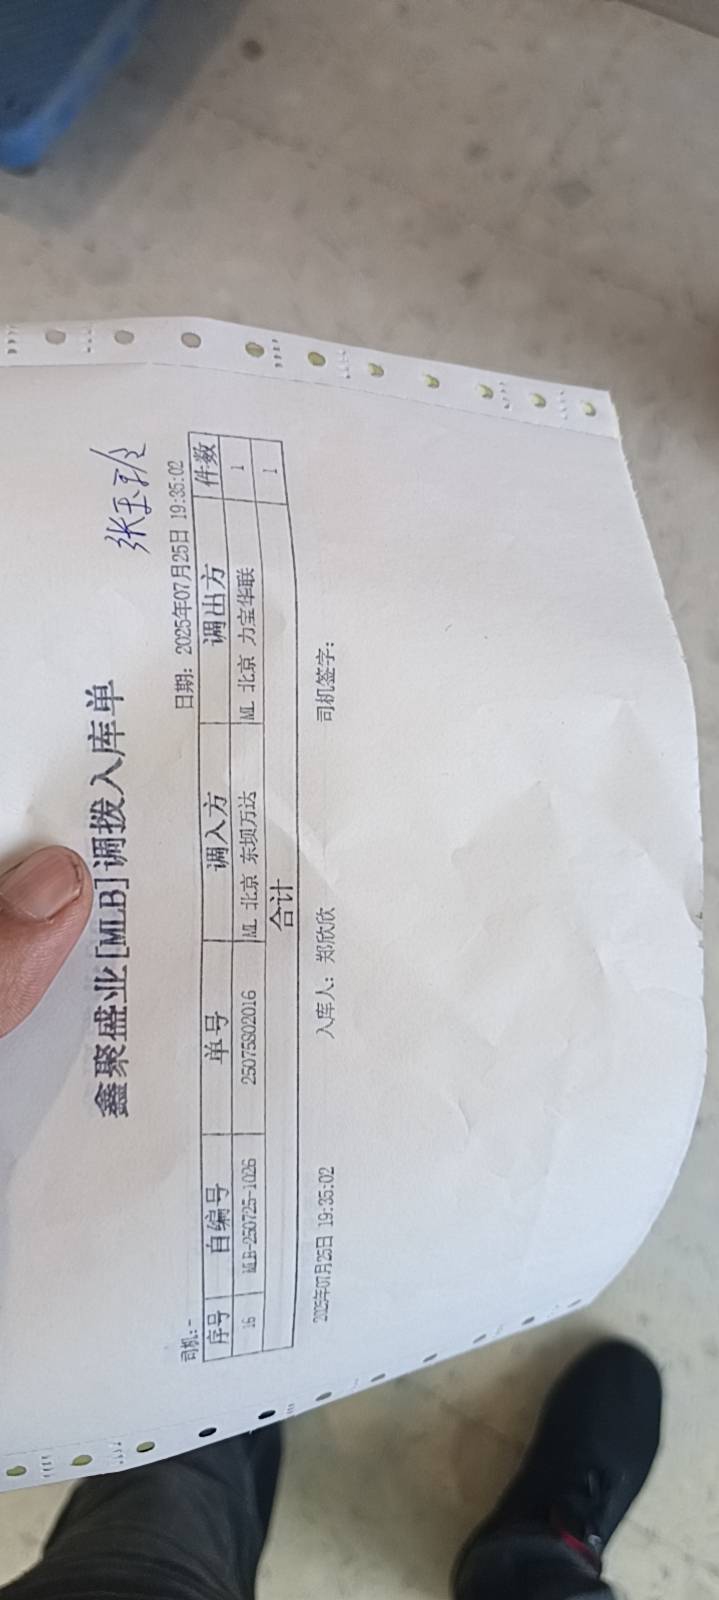 鑫聚盛业[MLB]调拨入库单
张玉玲
司机:-
日期: 2025年07月25日 19:35:02
序号 自编号 单号 调入方 调出方 件数
16 MLB-250725-1026 25075802016 ML 北京 东坝万达 ML 北京 力宝华联 1
合计 1
2025年07月25日 19:35:02 入库人: 郑欣欣 司机签字: